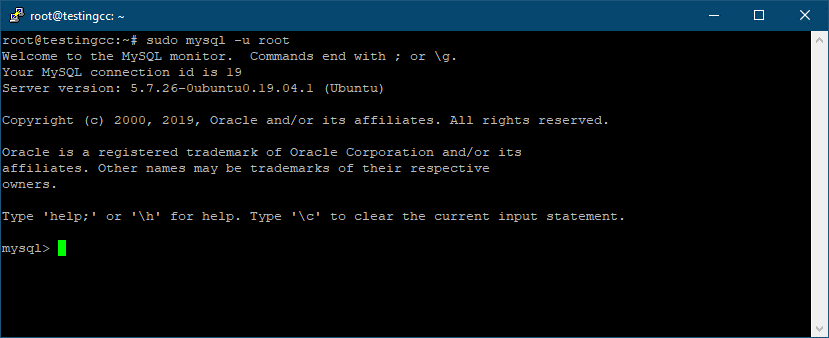 root@testingcc: ~
root@testingcc:~# sudo mysql -u root
Welcome to the MySQL monitor.  Commands end with ; or \g.
Your MySQL connection id is 19
Server version: 5.7.26-0ubuntu0.19.04.1 (Ubuntu)
Copyright (c) 2000, 2019, Oracle and/or its affiliates. All rights reserved.
Oracle is a registered trademark of Oracle Corporation and/or its
affiliates. Other names may be trademarks of their respective
owners.
Type 'help;' or '\h' for help. Type '\c' to clear the current input statement.
mysql>